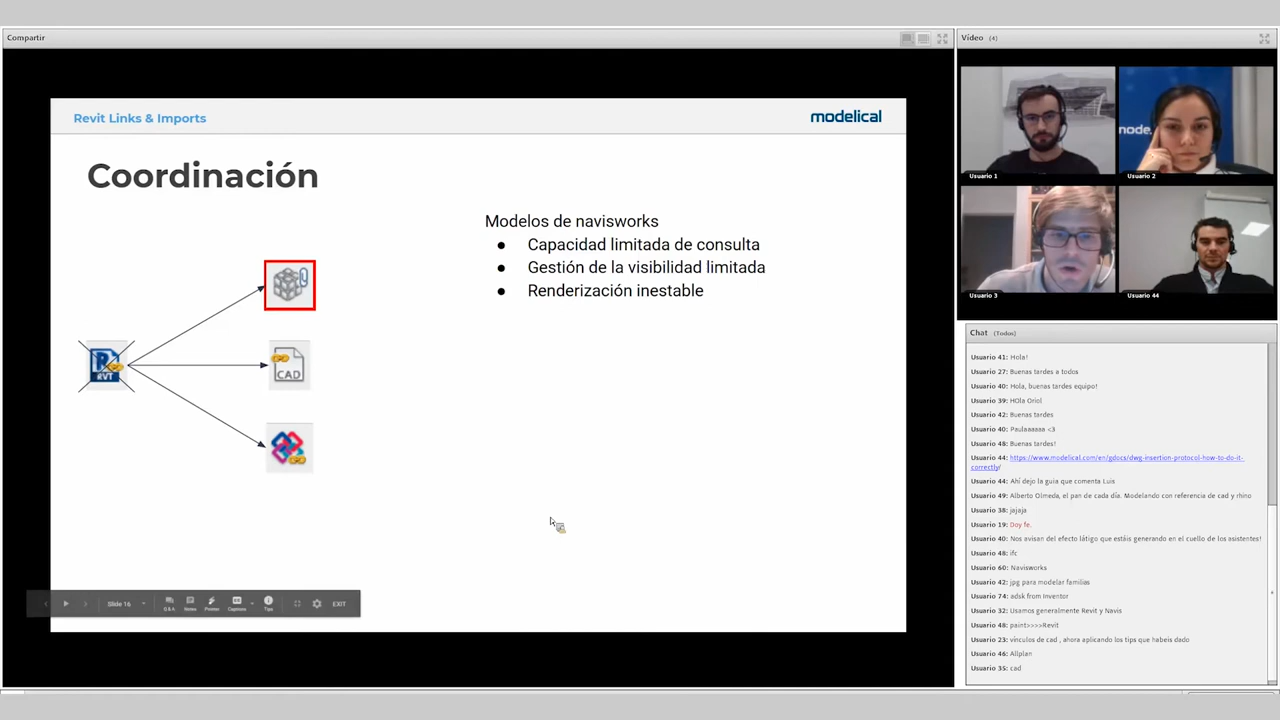 Compartir
Revit Links & Imports
modelical
Coordinación
Modelos de navisworks
● Capacidad limitada de consulta
● Gestión de la visibilidad limitada
● Renderización inestable
RVT
CAD
Slide 16
Q&A
Notes
Pointer
Captions
Tips
EXIT
Vídeo (4)
node.
Usuario 1
Usuario 2
Usuario 3
Usuario 44
Chat (Todos)
Usuario 41: Hola!
Usuario 27: Buenas tardes a todos
Usuario 40: Hola, buenas tardes equipo!
Usuario 39: HOla Oriol
Usuario 42: Buenas tardes
Usuario 40: Paulaaaaaa <3
Usuario 48: Buenas tardes!
Usuario 44: https://www.modelical.com/en/gdocs/dwg-insertion-protocol-how-to-do-it-
correctly/
Usuario 44: Ahí dejo la guia que comenta Luis
Usuario 49: Alberto Olmeda, el pan de cada día. Modelando con referencia de cad y rhino
Usuario 38: jajaja
Usuario 19: Doy fe.
Usuario 40: Nos avisan del efecto látigo que estáis generando en el cuello de los asistentes!
Usuario 48: ifc
Usuario 60: Navisworks
Usuario 42: jpg para modelar familias
Usuario 74: adsk from Inventor
Usuario 32: Usamos generalmente Revit y Navis
Usuario 48: paint>>>>Revit
Usuario 23: vinculos de cad , ahora aplicando los tips que habeis dado
Usuario 46: Allplan
Usuario 35: cad